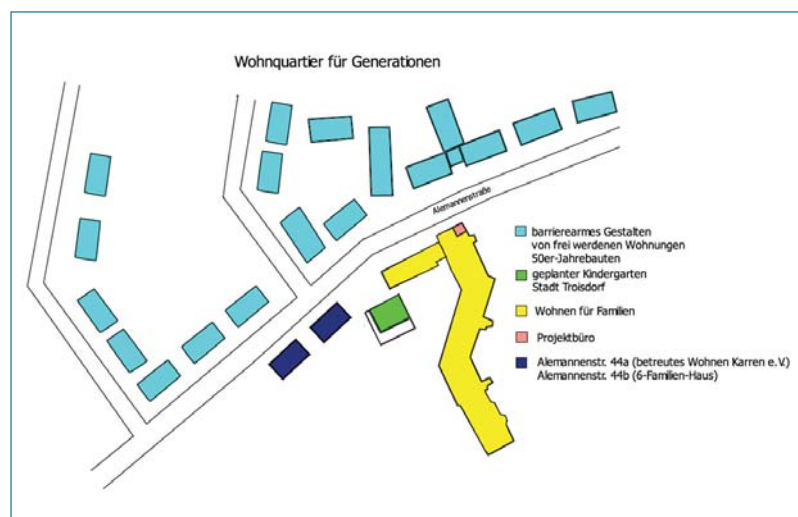 Wohnquartier für Generationen
Alemannenstraße
barrierearmes Gestalten
von frei werdenen Wohnungen
50er-Jahrebauten
geplanter Kindergarten
Stadt Troisdorf
Wohnen für Familien
Projektbüro
Alemannenstr. 44a (betreutes Wohnen Karren e.V.)
Alemannenstr. 44b (6-Familien-Haus)